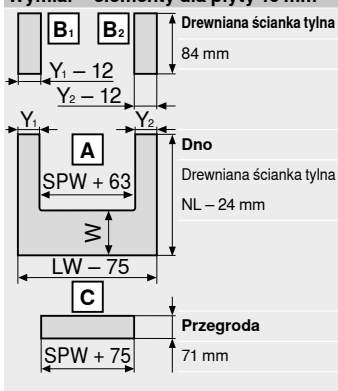 B₁ B₂
Drewniana ścianka tylna
84 mm
Y₁ – 12
Y₂ – 12
Y₁ Y₂
A
Dno
SPW + 63
Drewniana ścianka tylna
NL – 24 mm
W
LW – 75
C
Przegroda
SPW + 75
71 mm